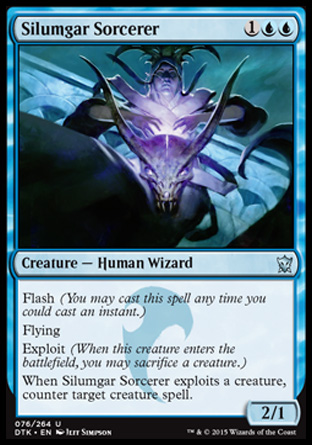 Silumgar Sorcerer 1
Creature — Human Wizard
Flash (You may cast this spell any time you
could cast an instant.)
Flying
Exploit (When this creature enters the
battlefield, you may sacrifice a creature.)
When Silumgar Sorcerer exploits a creature,
counter target creature spell.
2/1
076/264 U
DTK • EN Jeff Simpson
™ & © 2015 Wizards of the Coast